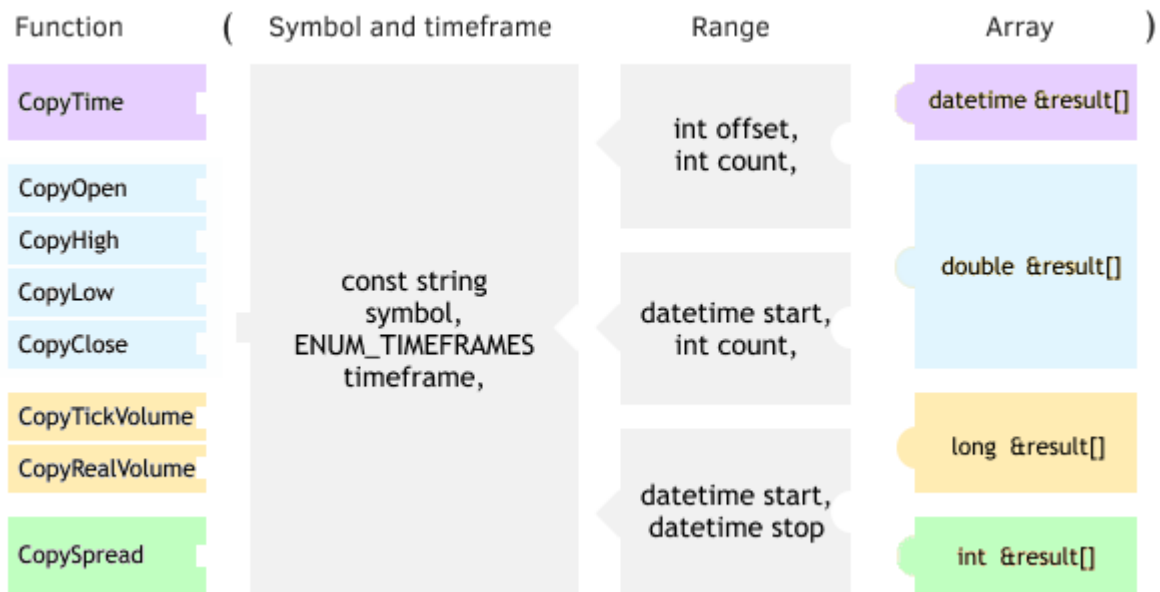 Function ( Symbol and timeframe Range Array )
CopyTime
CopyOpen
CopyHigh
CopyLow
CopyClose
CopyTickVolume
CopyRealVolume
CopySpread
const string
symbol,
ENUM_TIMEFRAMES
timeframe,
int offset,
int count,
datetime start,
int count,
datetime start,
datetime stop
datetime &result[]
double &result[]
long &result[]
int &result[]